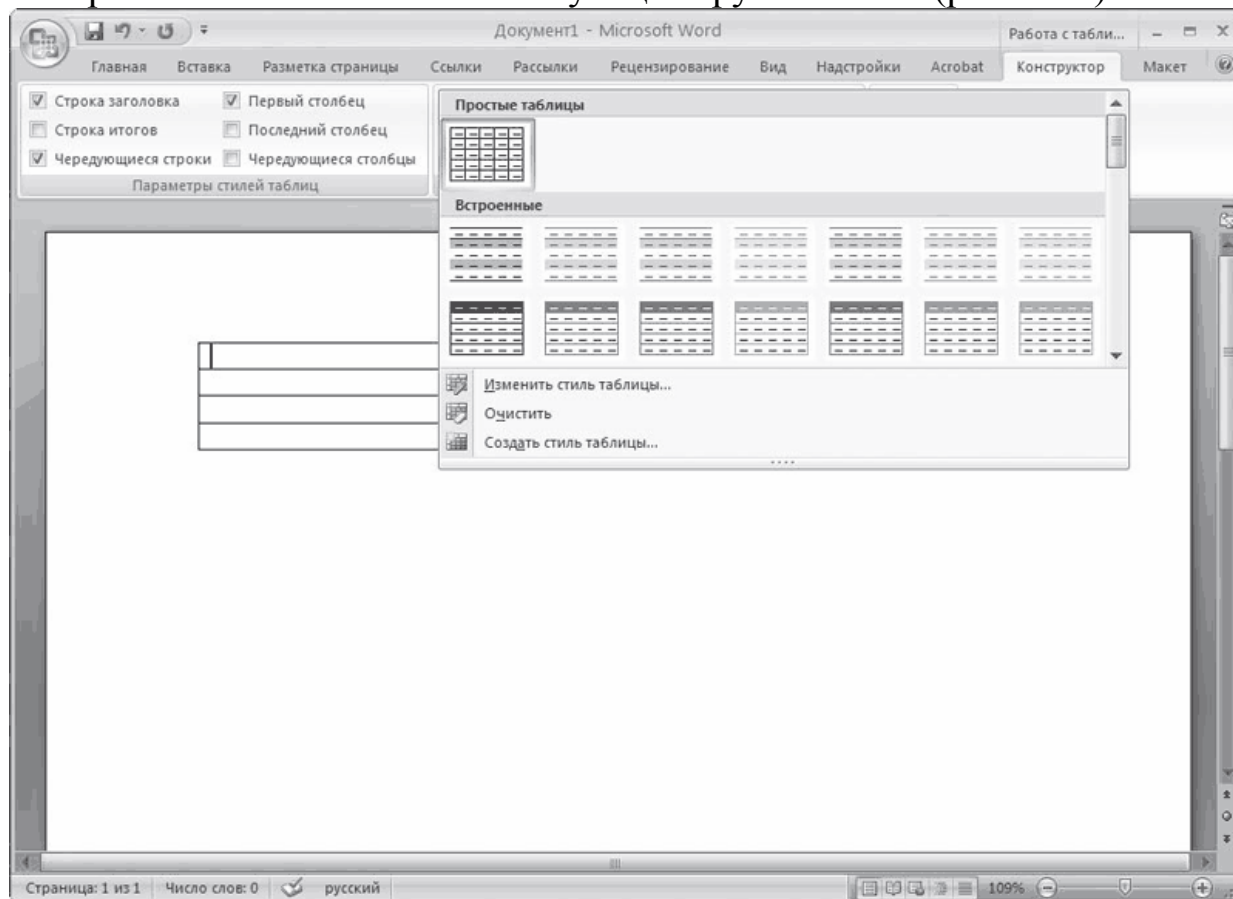 Документ1 - Microsoft Word
Работа с табли...
Главная Вставка Разметка страницы Ссылки Рассылки Рецензирование Вид Надстройки Acrobat Конструктор Макет
Строка заголовка Первый столбец
Строка итогов Последний столбец
Чередующиеся строки Чередующиеся столбцы
Параметры стилей таблиц
Простые таблицы
Встроенные
Изменить стиль таблицы...
Очистить
Создать стиль таблицы...
Страница: 1 из 1 Число слов: 0 русский 109%